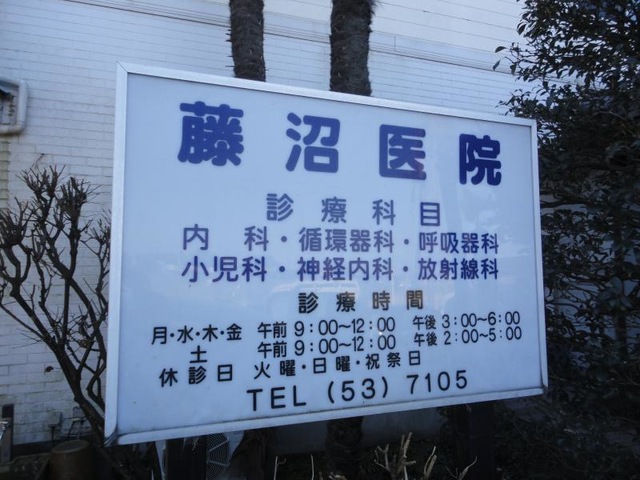 藤沼医院
診療科目
内科・循環器科・呼吸器科
小児科・神経内科・放射線科
診療時間
月・水・木・金 午前9:00～12:00 午後3:00～6:00
土 午前9:00～12:00 午後2:00～5:00
休診日 火曜・日曜・祝祭日
TEL (53) 7105